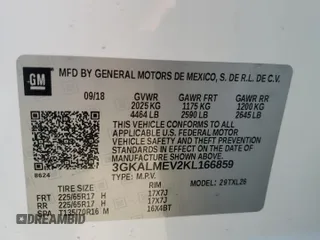 GM
MFD BY GENERAL MOTORS DE MEXICO, S. DE R.L. DE C.V.
09/18 GVWR GAWR FRT GAWR RR
2025 KG 1175 KG 1200 KG
4464 LB 2590 LB 2645 LB
THIS VEHICLE CONFORMS TO ALL
APPLICABLE U.S. FEDERAL MOTOR
VEHICLE SAFETY AND THEFT
PREVENTION STANDARDS IN EFFECT ON
THE DATE OF MANUFACTURE SHOWN ABOVE.
3GKALMEV2KL166859
8624 TYPE: M.P.V. MODEL: 29TXL26
TIRE SIZE RIM
FRT 225/65R17 H 17X7J
RR 225/65R17 H 17X7J
SPA T135/70R16 M 16X4BT